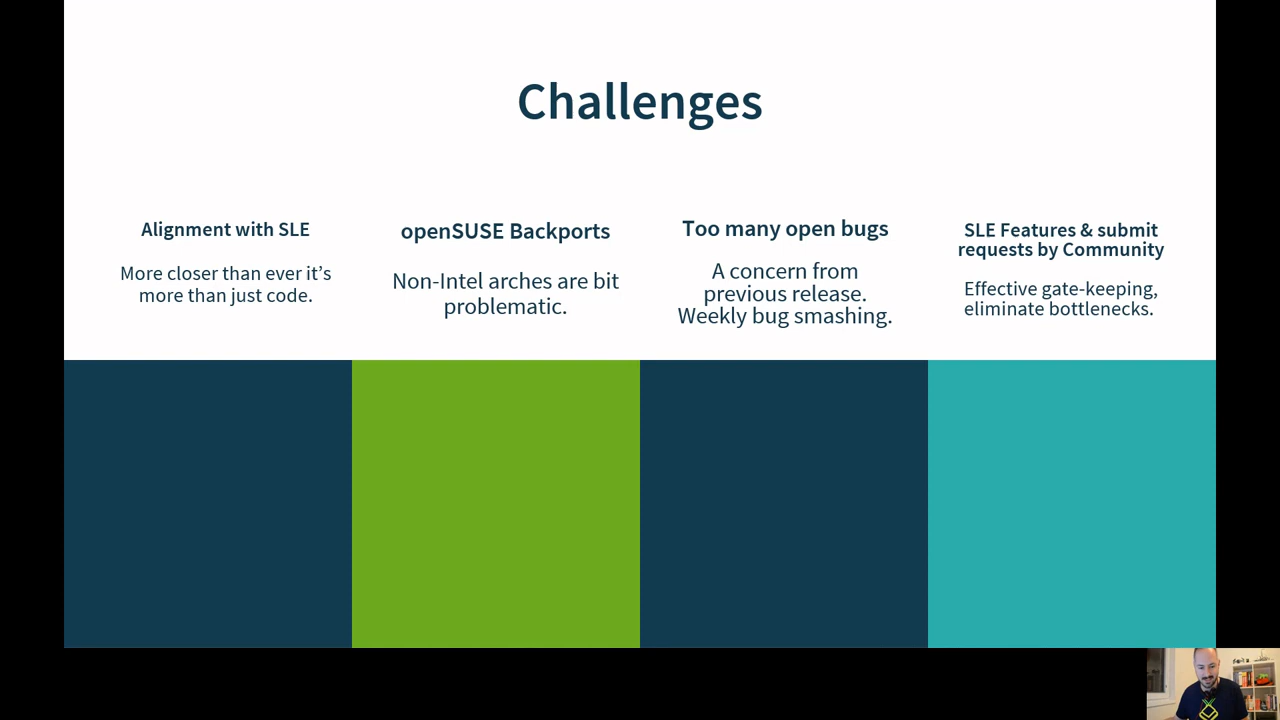 Challenges
Alignment with SLE
More closer than ever it’s
more than just code.
openSUSE Backports
Non-Intel arches are bit
problematic.
Too many open bugs
A concern from
previous release.
Weekly bug smashing.
SLE Features & submit
requests by Community
Effective gate-keeping,
eliminate bottlenecks.